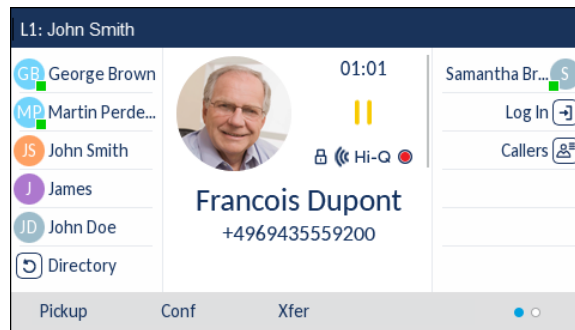 L1: John Smith
GB George Brown
MP Martin Perde...
JS John Smith
J James
JD John Doe
Directory
01:01
Hi-Q
Francois Dupont
+4969435559200
Samantha Br... S
Log In
Callers
Pickup Conf Xfer